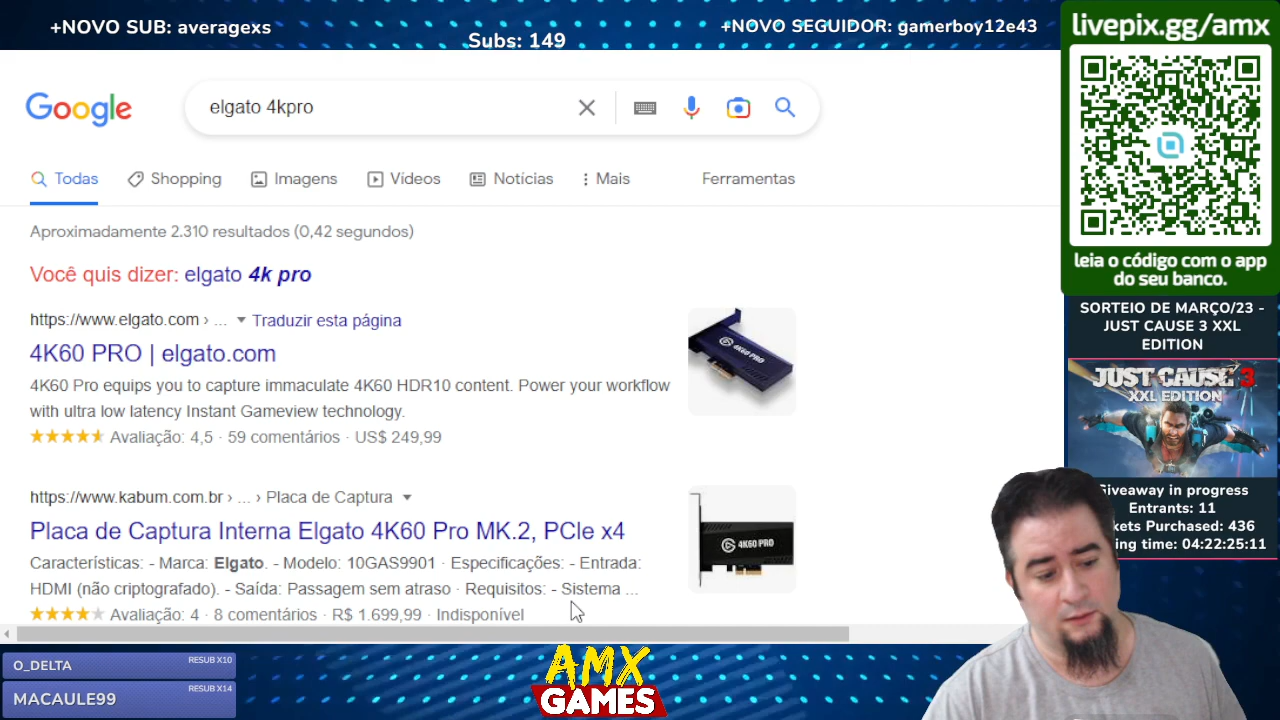 +NOVO SUB: averagexs
Subs: 149
+NOVO SEGUIDOR: gamerboy12e43
livepix.gg/amx
leia o código com o app
do seu banco.
Google
elgato 4kpro
Todas
Shopping
Imagens
Vídeos
Notícias
Mais
Ferramentas
Aproximadamente 2.310 resultados (0,42 segundos)
Você quis dizer: elgato 4k pro
https://www.elgato.com › ... Traduzir esta página
4K60 PRO | elgato.com
4K60 Pro equips you to capture immaculate 4K60 HDR10 content. Power your workflow
with ultra low latency Instant Gameview technology.
Avaliação: 4,5 · 59 comentários · US$ 249,99
4K60 PRO
https://www.kabum.com.br › ... › Placa de Captura
Placa de Captura Interna Elgato 4K60 Pro MK.2, PCIe x4
Características: - Marca: Elgato. - Modelo: 10GAS9901 · Especificações: - Entrada:
HDMI (não criptografado). - Saída: Passagem sem atraso · Requisitos: - Sistema ...
Avaliação: 4 · 8 comentários · R$ 1.699,99 · Indisponível
4K60 PRO
SORTEIO DE MARÇO/23 -
JUST CAUSE 3 XXL
EDITION
JUST CAUSE 3
XXL EDITION
Giveaway in progress
Entrants: 11
Purchased: 436
time: 04:22:25:11
O_DELTA
RESUB X10
MACAULE99
RESUB X14
AMX
GAMES